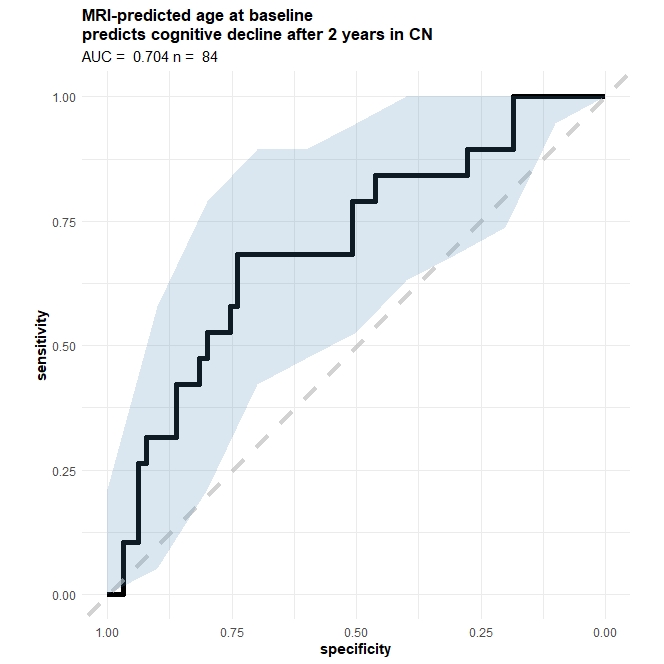 MRI-predicted age at baseline
predicts cognitive decline after 2 years in CN
AUC =  0.704 n =  84
1.00
0.75
0.50
0.25
0.00
sensitivity
1.00 0.75 0.50 0.25 0.00
specificity